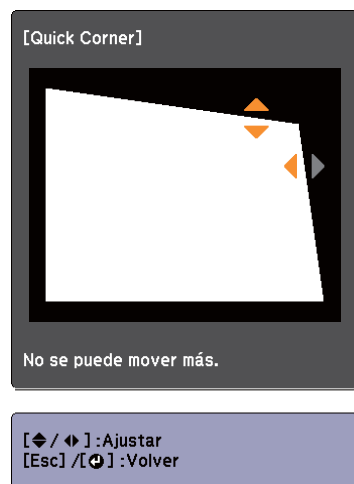 [Quick Corner]
No se puede mover más.
[ / ] :Ajustar
[Esc] /[ ] :Volver